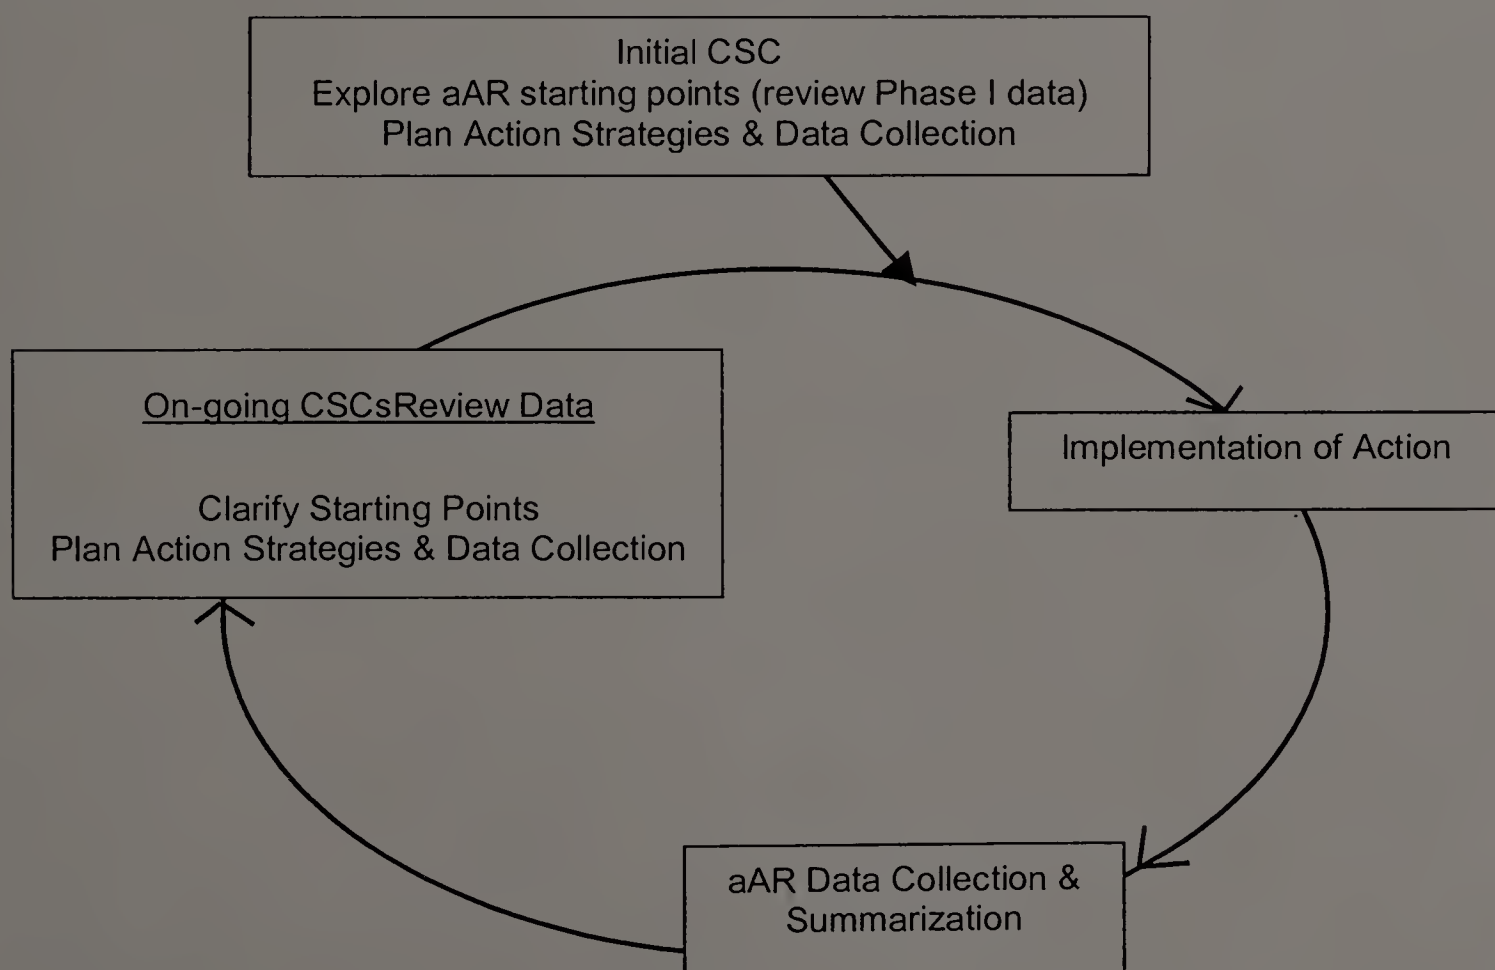 Initial CSC
Explore aAR starting points (review Phase I data)
Plan Action Strategies & Data Collection
On-going CSCsReview Data
Clarify Starting Points
Plan Action Strategies & Data Collection
Implementation of Action
aAR Data Collection &
Summarization